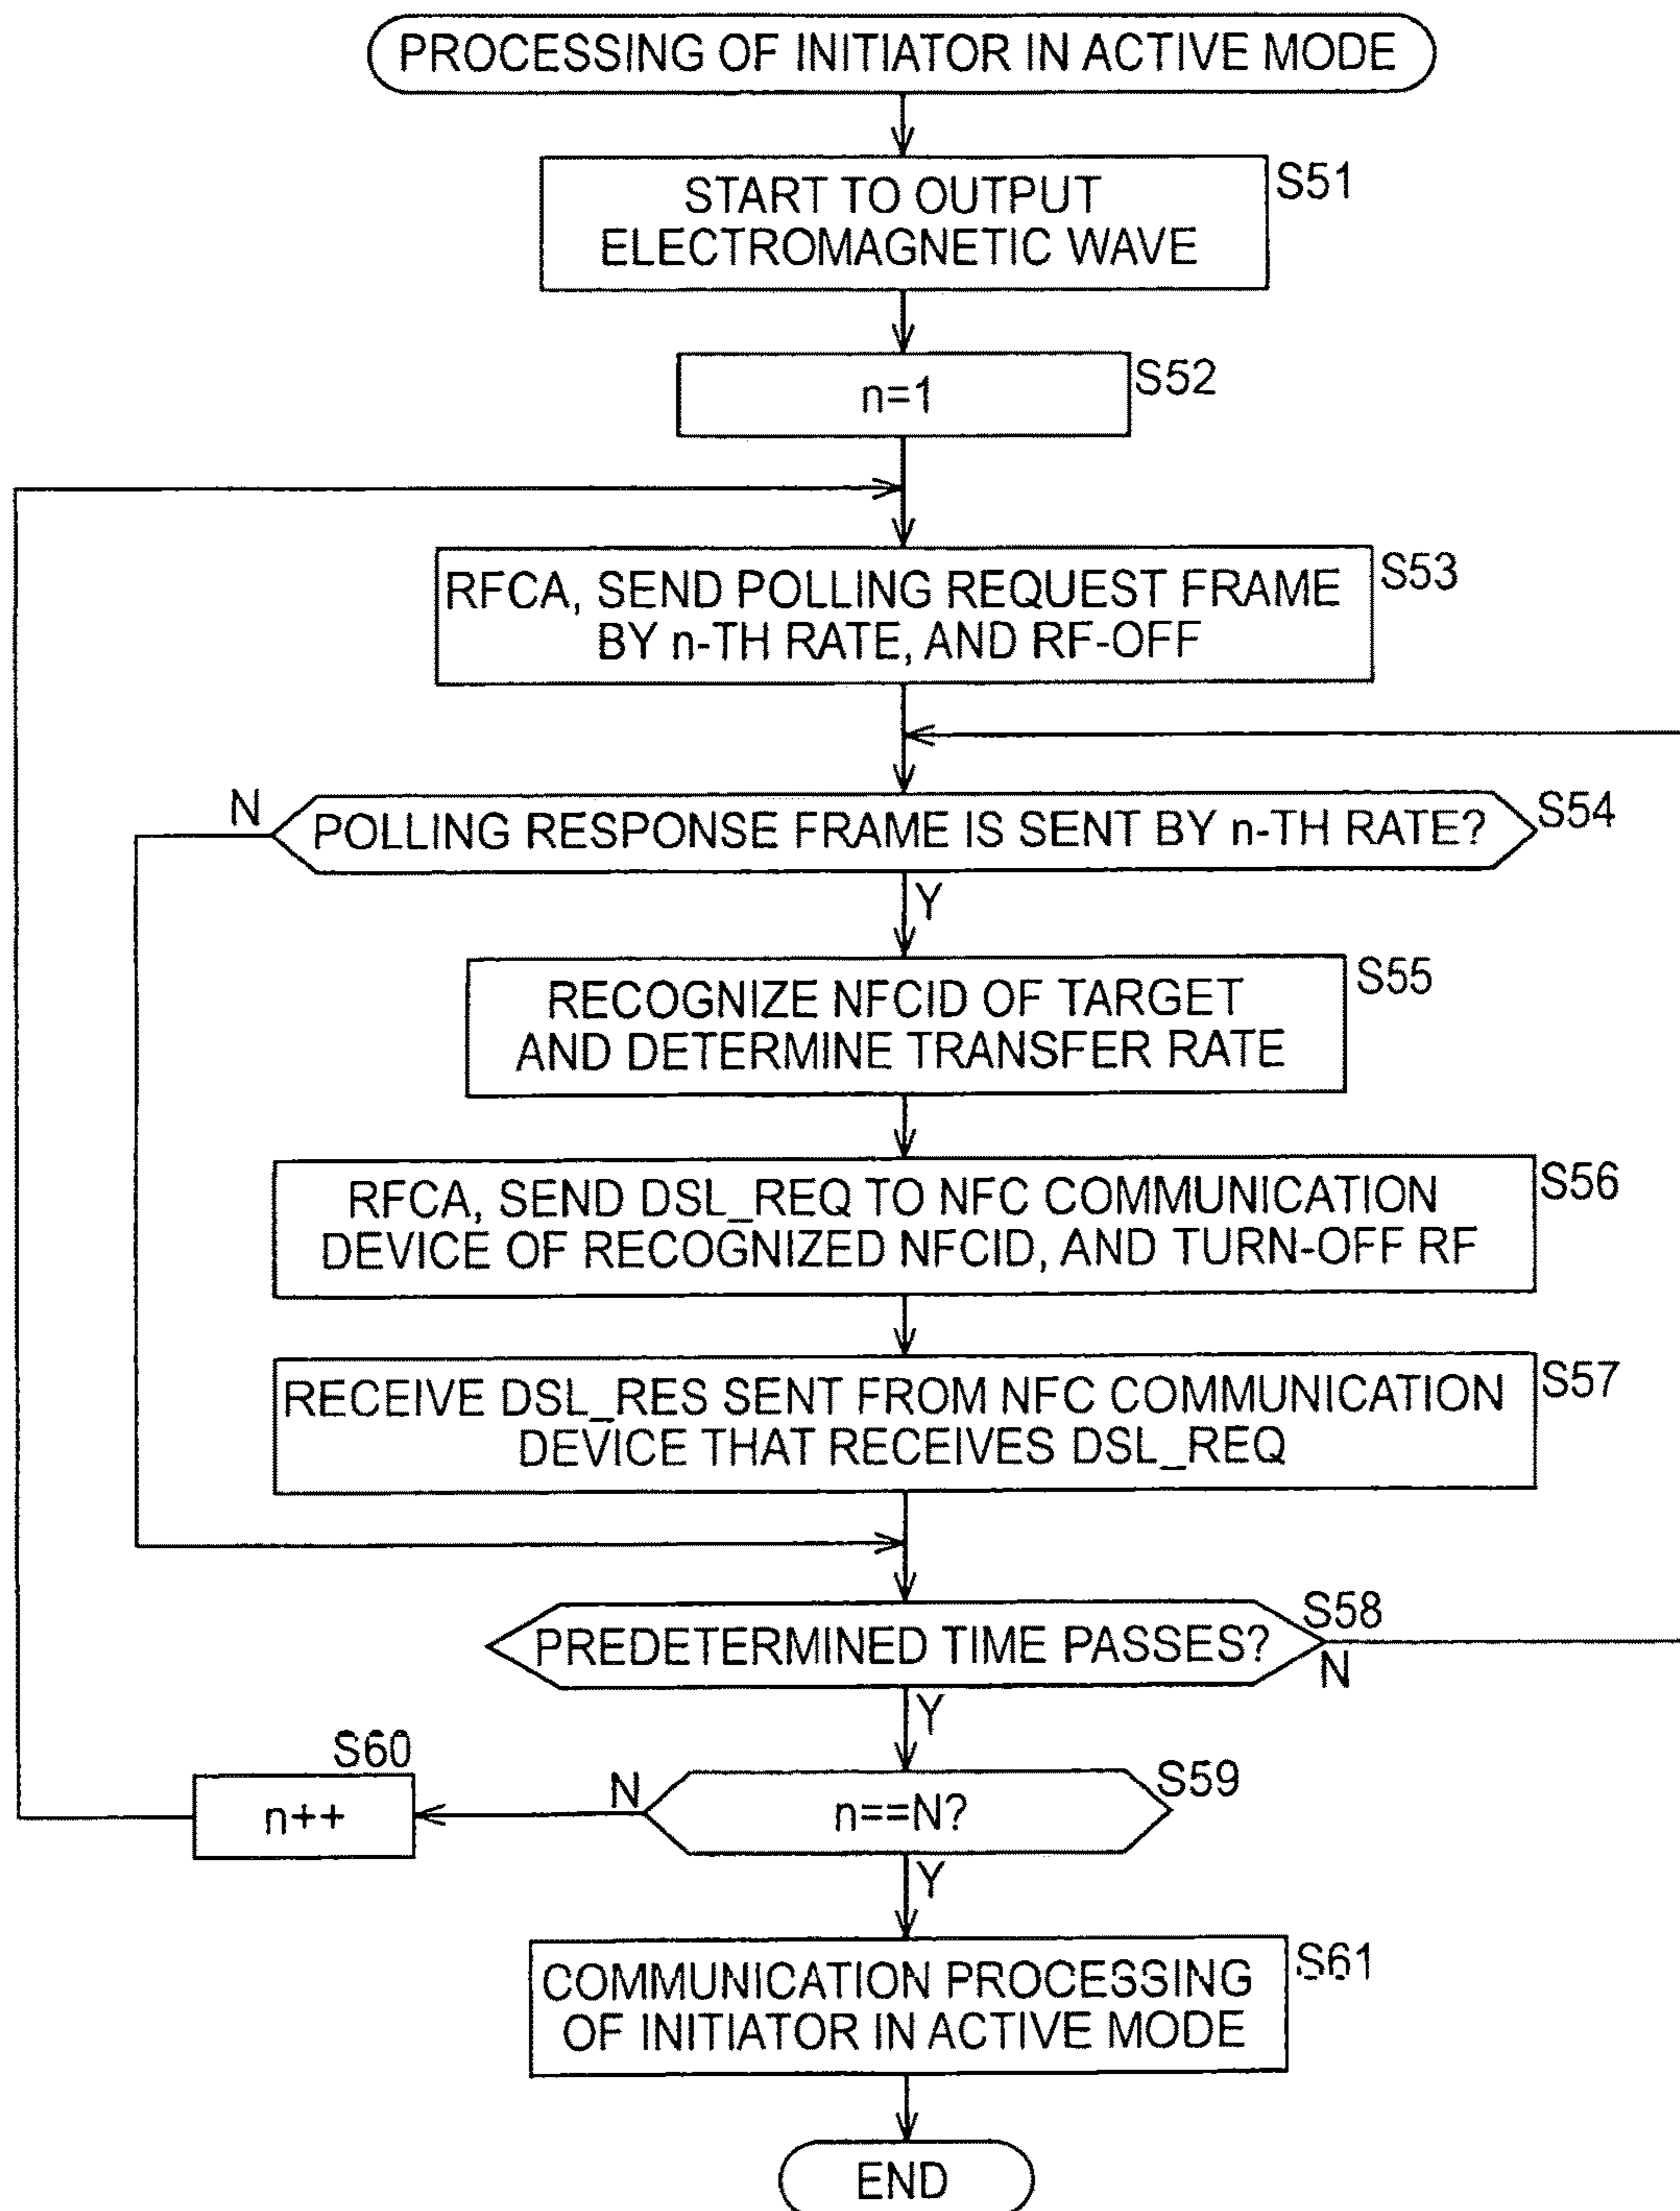 PROCESSING OF INITIATOR IN ACTIVE MODE
START TO OUTPUT
ELECTROMAGNETIC WAVE
S51
n=1
S52
RFCA, SEND POLLING REQUEST FRAME
BY n-TH RATE, AND RF-OFF
S53
N
POLLING RESPONSE FRAME IS SENT BY n-TH RATE?
S54
Y
RECOGNIZE NFCID OF TARGET
AND DETERMINE TRANSFER RATE
S55
RFCA, SEND DSL_REQ TO NFC COMMUNICATION
DEVICE OF RECOGNIZED NFCID, AND TURN-OFF RF
S56
RECEIVE DSL_RES SENT FROM NFC COMMUNICATION
DEVICE THAT RECEIVES DSL_REQ
S57
PREDETERMINED TIME PASSES?
S58
N
Y
S60
n++
N
n==N?
S59
Y
COMMUNICATION PROCESSING
OF INITIATOR IN ACTIVE MODE
S61
END